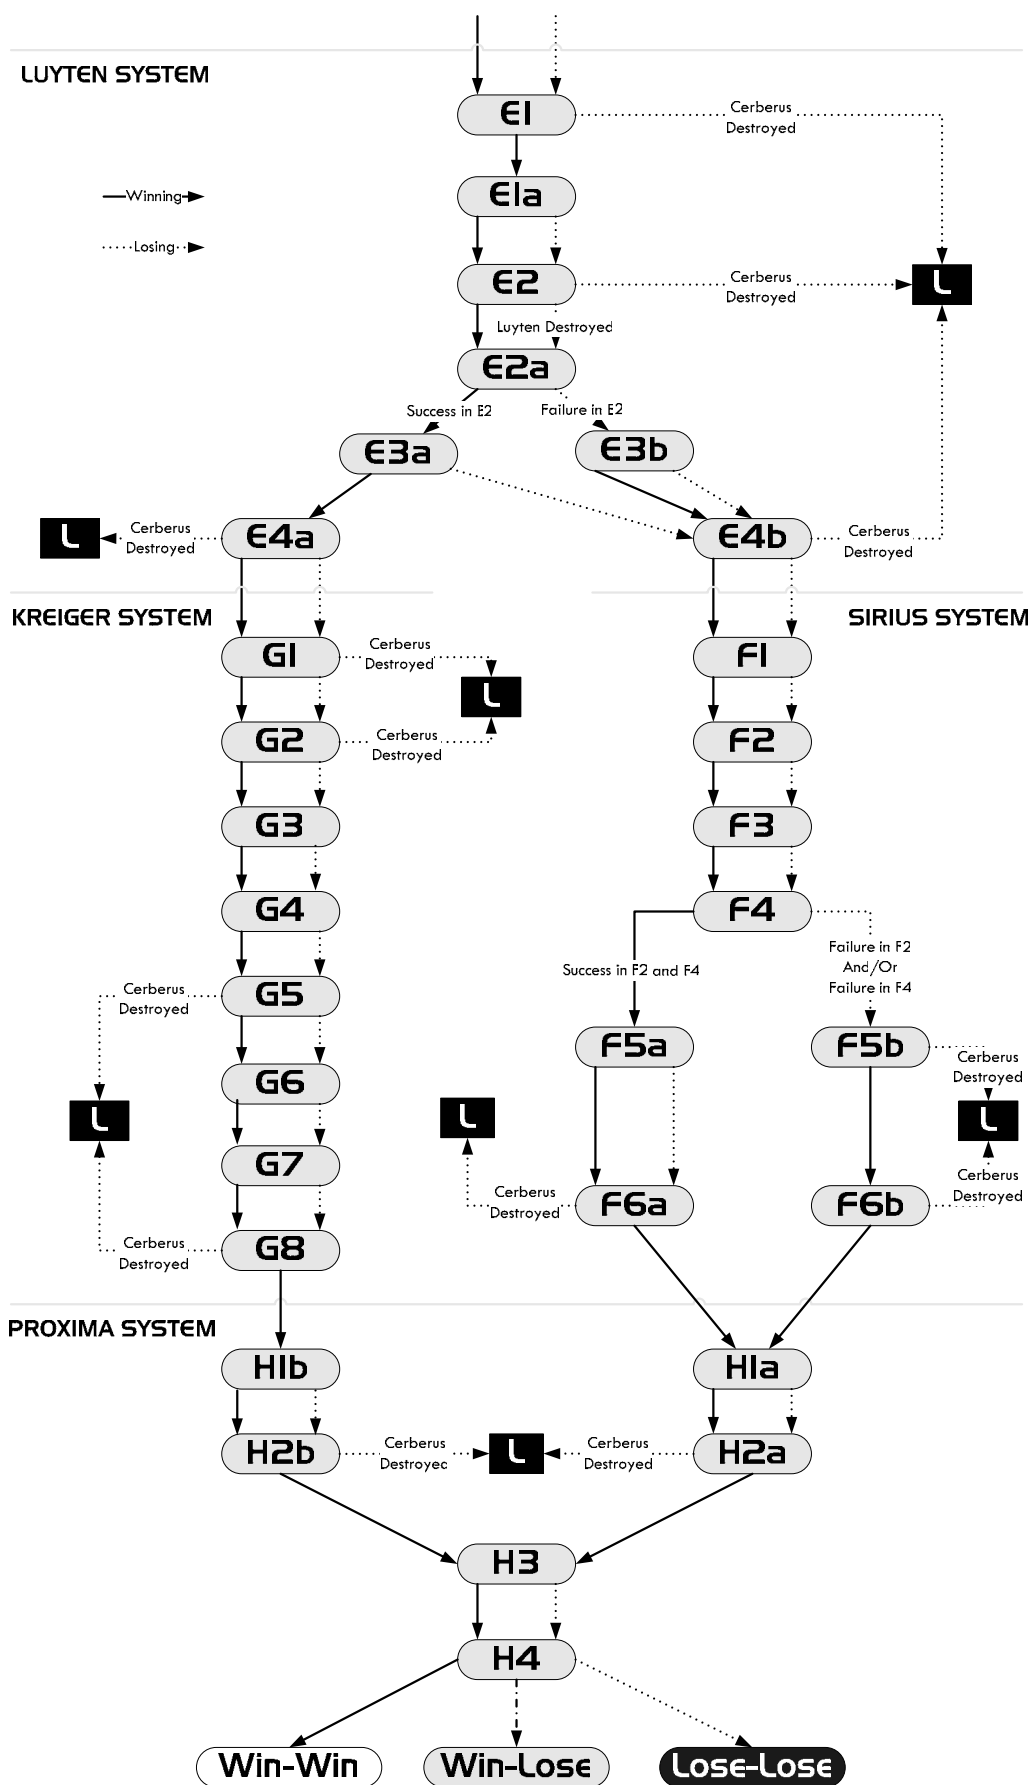 LUYTEN SYSTEM
E1
Cerberus
Destroyed
Winning
E1a
Losing
E2
Cerberus
Destroyed
L
Luyten Destroyed
E2a
Success in E2
Failure in E2
E3a
E3b
L
Cerberus
Destroyed
E4a
E4b
Cerberus
Destroyed
KREIGER SYSTEM
SIRIUS SYSTEM
G1
Cerberus
Destroyed
F1
L
G2
Cerberus
Destroyed
F2
G3
F3
G4
F4
Success in F2 and F4
Failure in F2
And/Or
Failure in F4
Cerberus
Destroyed
G5
F5a
F5b
Cerberus
Destroyed
G6
L
L
L
G7
Cerberus
Destroyed
F6a
F6b
Cerberus
Destroyed
Cerberus
Destroyed
G8
PROXIMA SYSTEM
H1b
H1a
H2b
Cerberus
Destroyed
L
Cerberus
Destroyed
H2a
H3
H4
Win-Win
Win-Lose
Lose-Lose